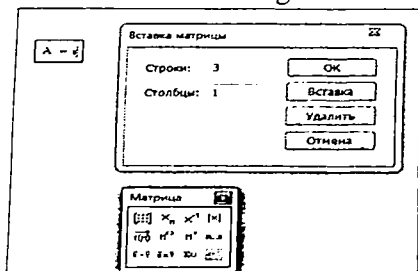 Вставка матрицы
A =
Строки: 3
OK
Столбцы: 1
Вставка
Удалить
Отмена
Матрица